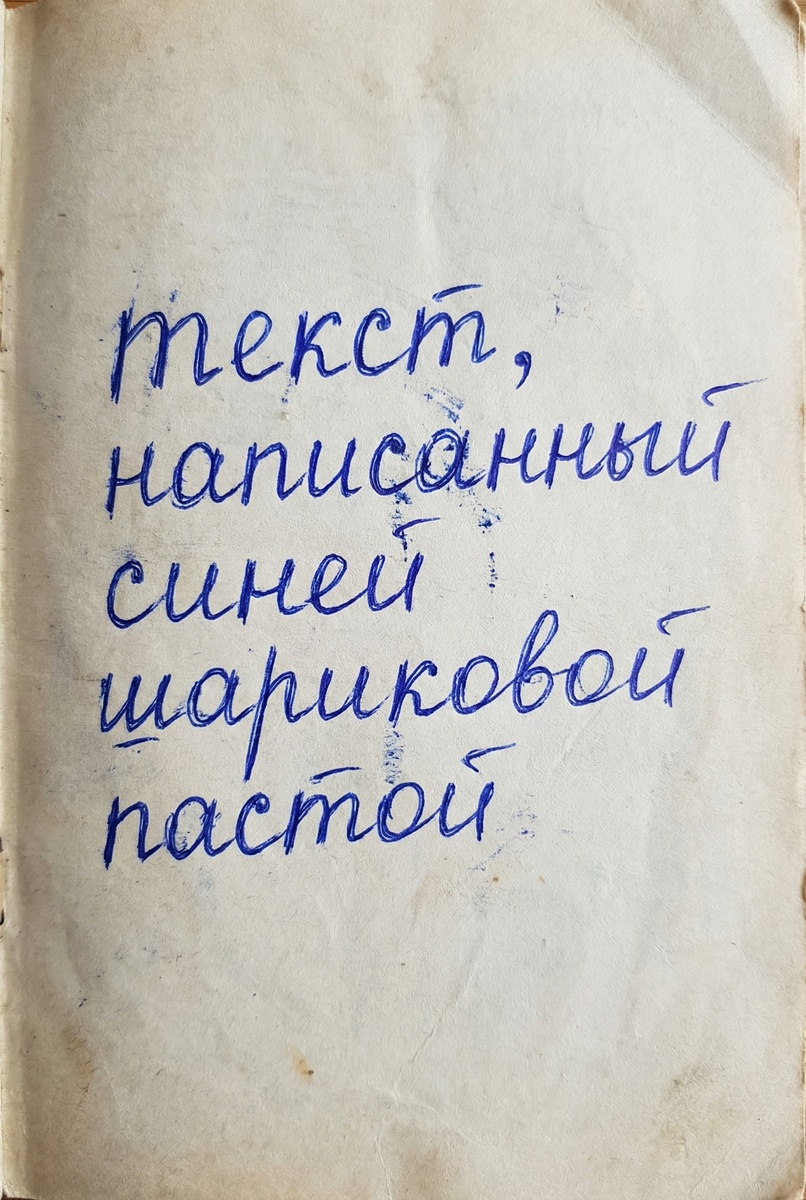 текст,
написанный
синей
шариковой
пастой